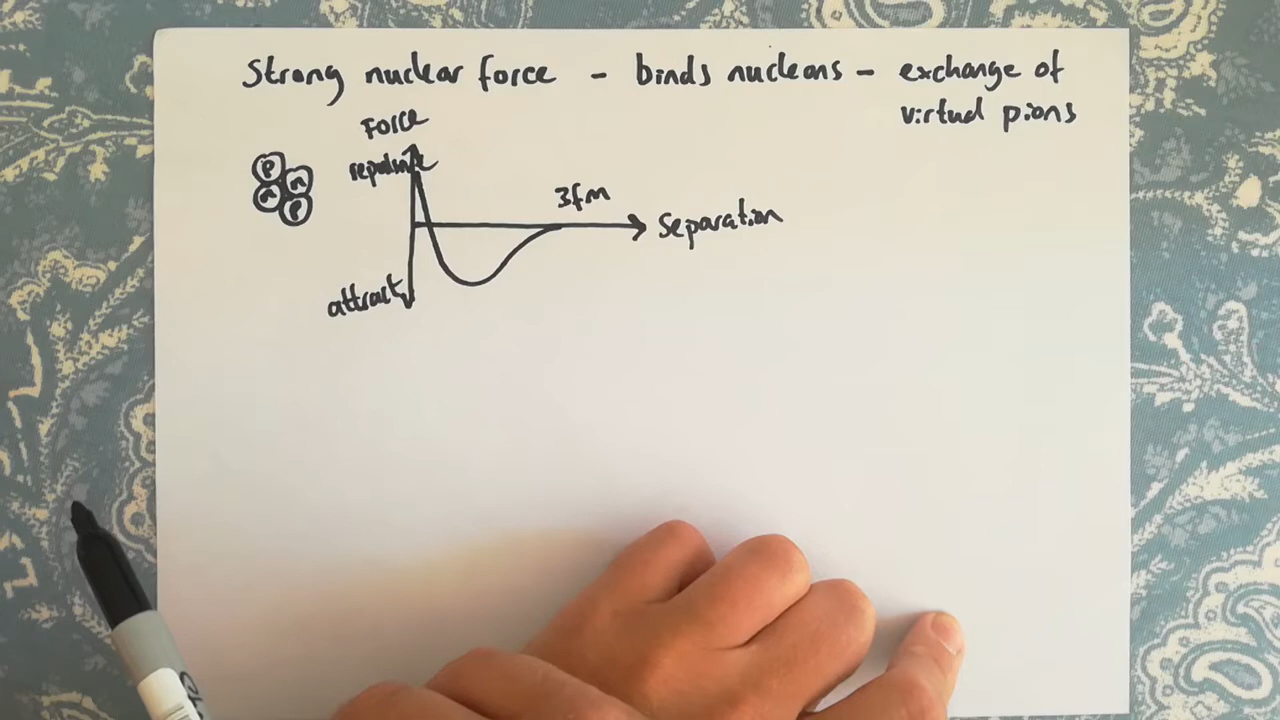 Strong nuclear force - binds nucleons - exchange of
virtual pions
Force
repulsive
P
n
n
P
3fm
Separation
attract